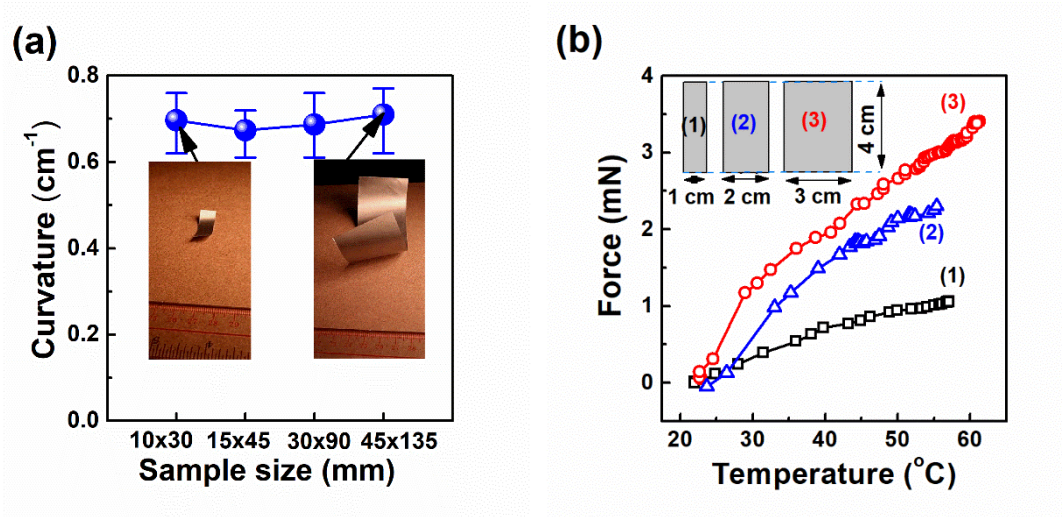 (a)
0.8
0.6
0.4
0.2
0.0
Curvature (cm⁻¹)
10x30 15x45 30x90 45x135
Sample size (mm)
(b)
4
3
2
1
0
Force (mN)
(1) (2) (3)
4 cm
1 cm 2 cm 3 cm
(3)
(2)
(1)
20 30 40 50 60
Temperature (°C)